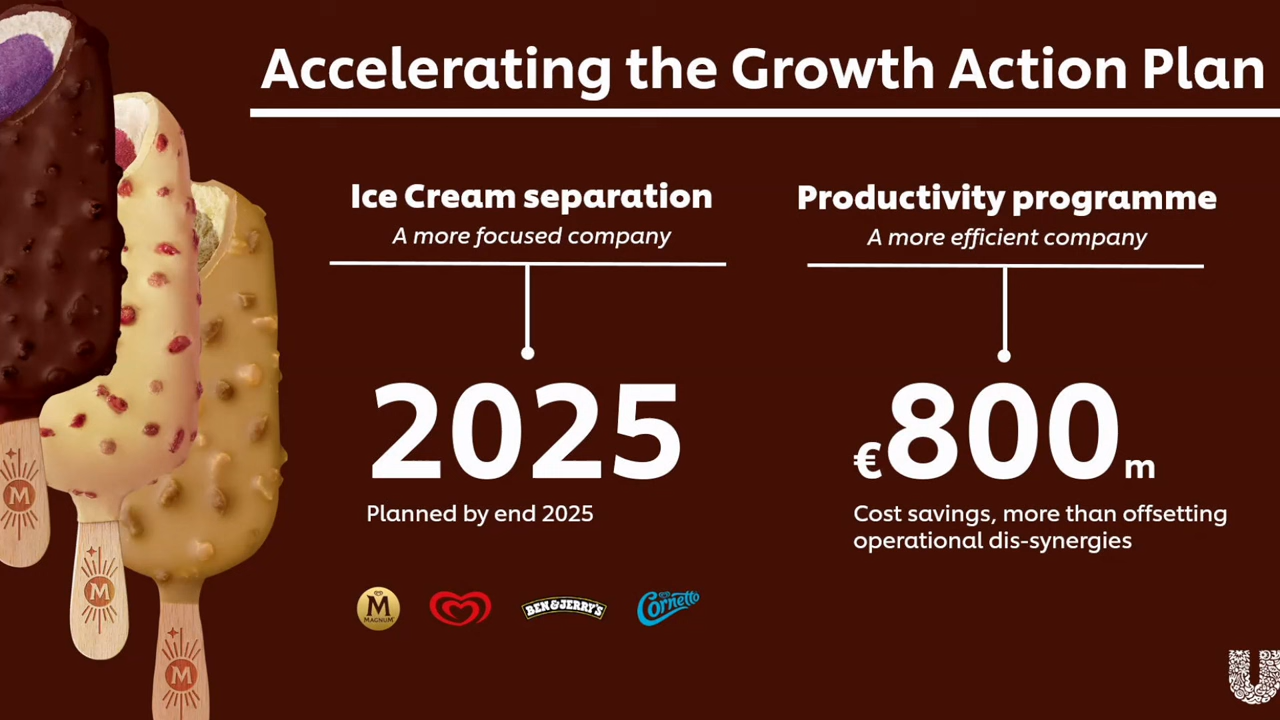 Accelerating the Growth Action Plan
Ice Cream separation
A more focused company
2025
Planned by end 2025
Productivity programme
A more efficient company
€800m
Cost savings, more than offsetting
operational dis-synergies
M
MAGNUM
BEN&JERRY'S
Cornetto
M
M
M
U